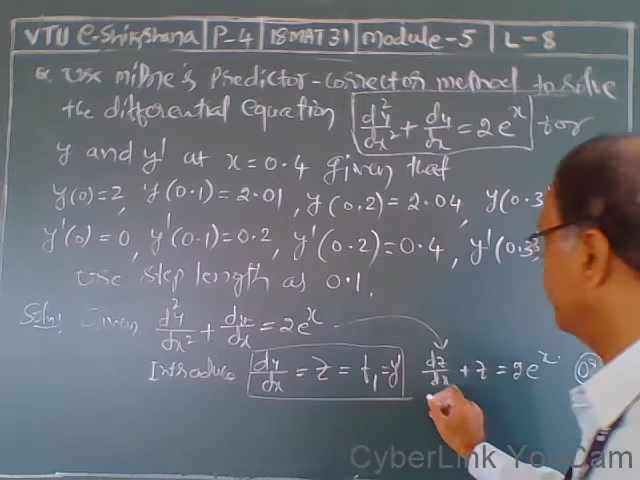 VTU e-Shikshana | P-4 | 18MAT31 | Module-5 | L-8
Q. Use Milne's Predictor-corrector method to solve
the differential Equation d²y/dx² + dy/dx = 2eˣ for
y and y' at x = 0.4 given that
y(0) = 2, y(0.1) = 2.01, y(0.2) = 2.04, y(0.3
y'(0) = 0, y'(0.1) = 0.2, y'(0.2) = 0.4, y'(0.3
Use step length as 0.1.
Soln: Given d²y/dx² + dy/dx = 2eˣ
Introduce dy/dx = z = f₁ = y' dz/dx + z = 2eˣ.
CyberLink YouCam